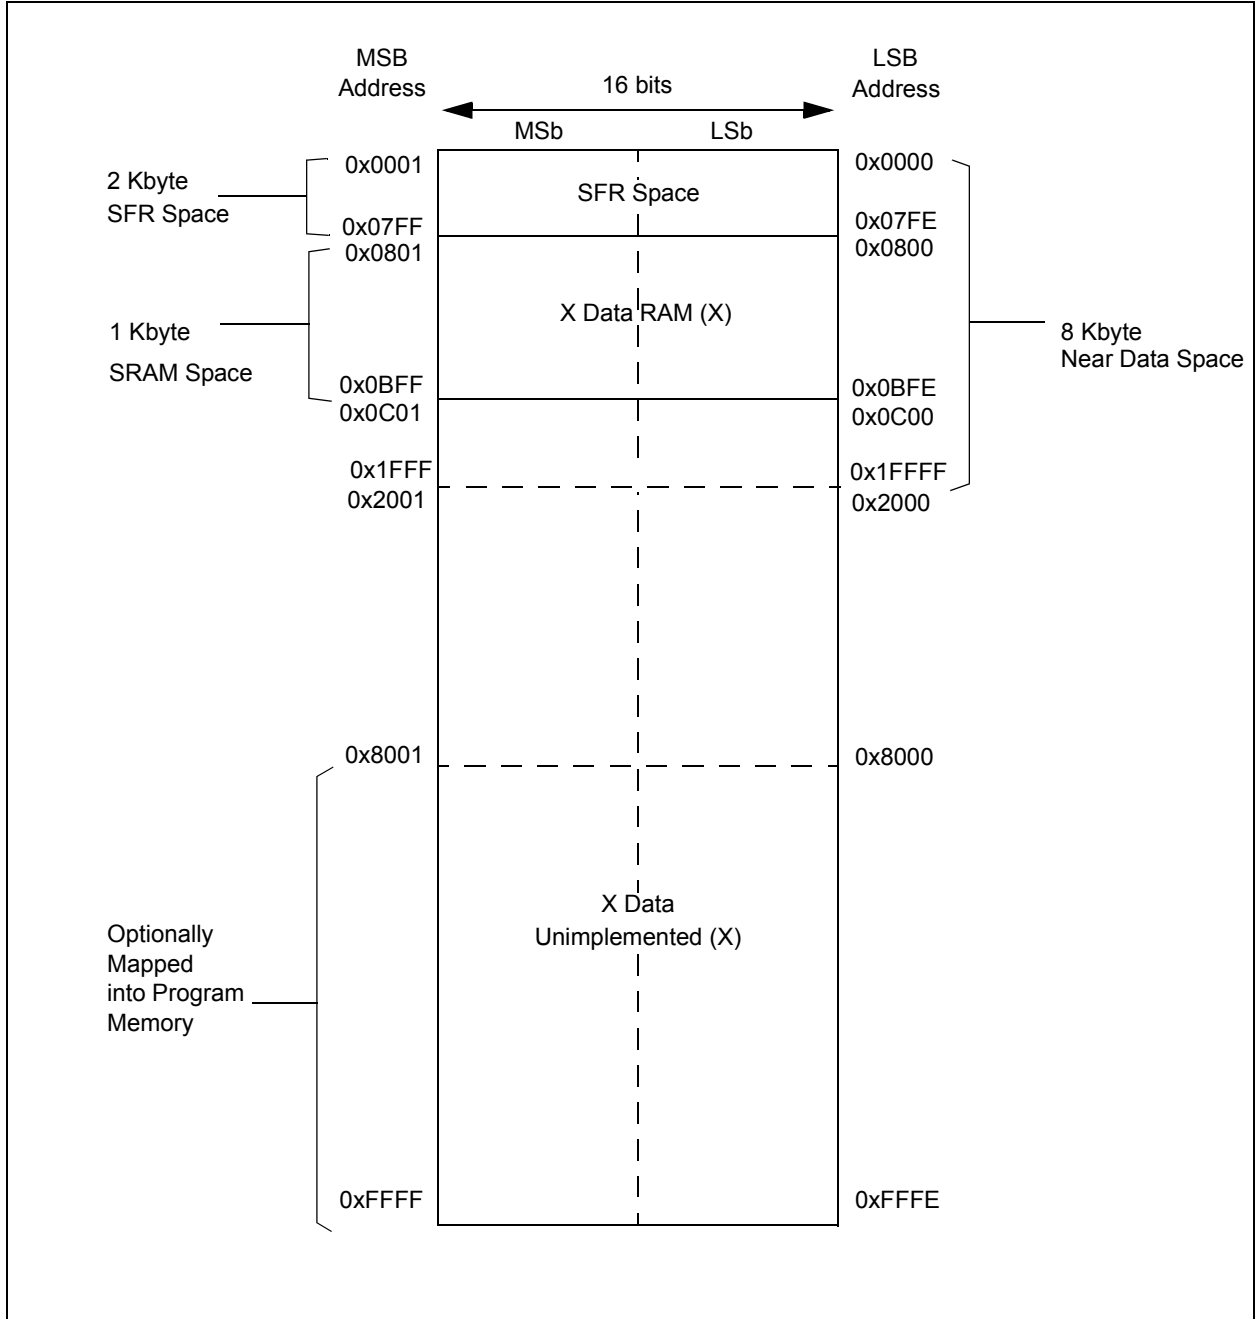 MSB
Address
LSB
Address
16 bits
MSb
LSb
0x0001
0x0000
2 Kbyte
SFR Space
SFR Space
0x07FF
0x07FE
0x0801
0x0800
X Data RAM (X)
1 Kbyte
SRAM Space
8 Kbyte
Near Data Space
0x0BFF
0x0BFE
0x0C01
0x0C00
0x1FFF
0x1FFFF
0x2001
0x2000
0x8001
0x8000
X Data
Unimplemented (X)
Optionally
Mapped
into Program
Memory
0xFFFF
0xFFFE